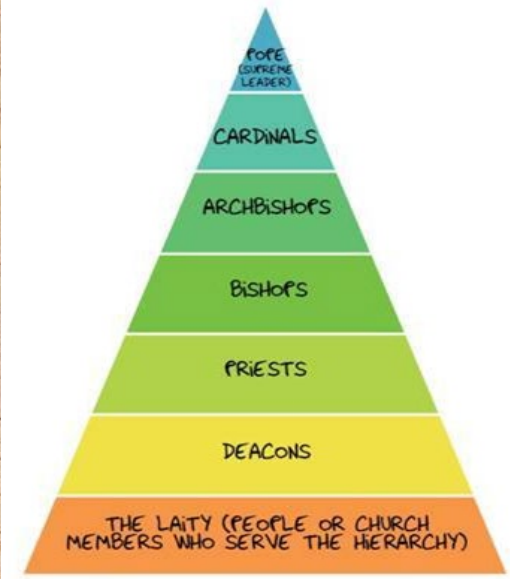 POPE
(SUPREME
LEADER)
CARDiNALS
ARCHBiSHOPS
BiSHOPS
PRiESTS
DEACONS
THE LAiTY (PEOPLE OR CHURCH
MEMBERS WHO SERVE THE HiERARCHY)